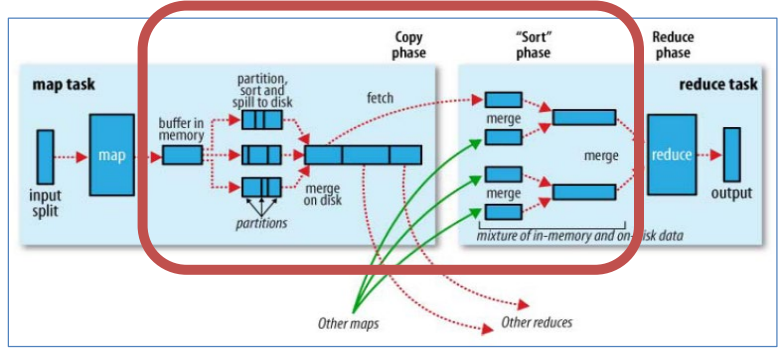 Copy
phase
"Sort"
phase
Reduce
phase
map task
partition,
sort and
spill to disk
fetch
reduce task
buffer in
memory
merge
map
merge
reduce
input
split
merge
on disk
merge
output
partitions
mixture of in-memory and on-disk data
Other maps
Other reduces